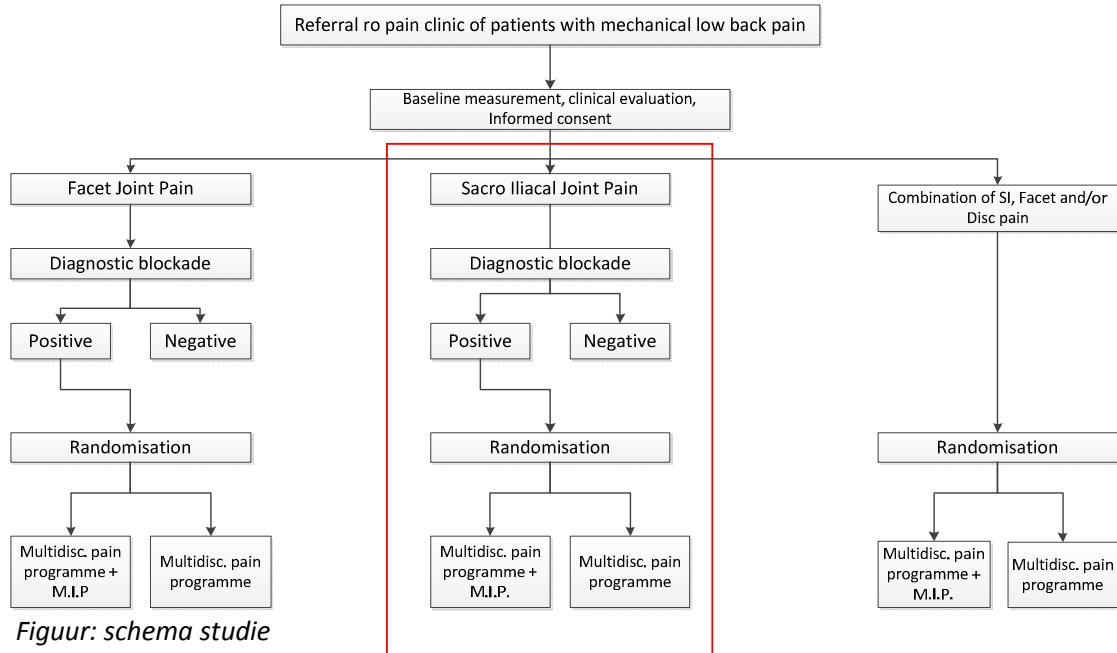 Referral ro pain clinic of patients with mechanical low back pain
Baseline measurement, clinical evaluation,
Informed consent
Facet Joint Pain
Sacro Iliacal Joint Pain
Combination of SI, Facet and/or
Disc pain
Diagnostic blockade
Diagnostic blockade
Positive
Negative
Positive
Negative
Randomisation
Randomisation
Randomisation
Multidisc. pain
programme +
M.I.P
Multidisc. pain
programme
Multidisc. pain
programme +
M.I.P.
Multidisc. pain
programme
Multidisc. pain
programme +
M.I.P.
Multidisc. pain
programme
Figuur: schema studie